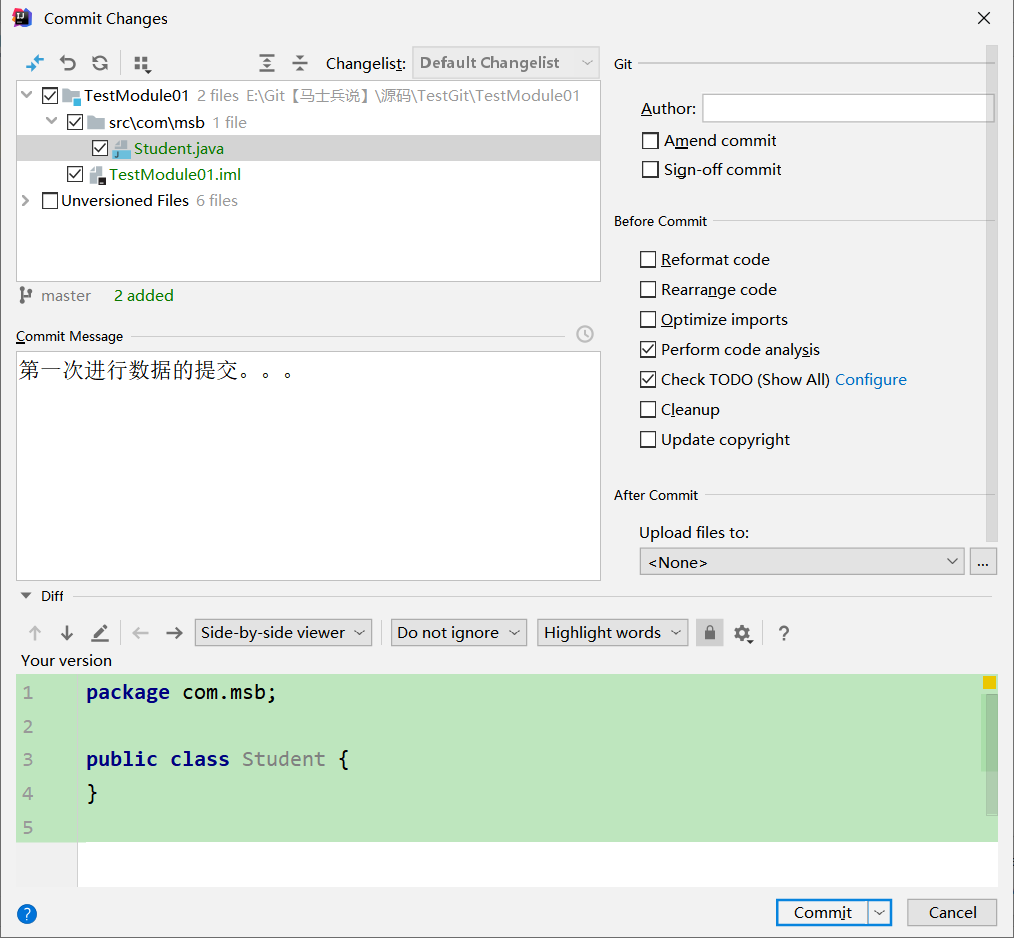 Commit Changes
Changelist: Default Changelist
TestModule01 2 files E:\Git【马士兵说】\源码\TestGit\TestModule01
src\com\msb 1 file
Student.java
TestModule01.iml
Unversioned Files 6 files
master 2 added
Commit Message
第一次进行数据的提交。。。
Git
Author:
Amend commit
Sign-off commit
Before Commit
Reformat code
Rearrange code
Optimize imports
Perform code analysis
Check TODO (Show All) Configure
Cleanup
Update copyright
After Commit
Upload files to:
<None> ...
Diff
Side-by-side viewer Do not ignore Highlight words ?
Your version
1 package com.msb;
2
3 public class Student {
4 }
5
? Commit Cancel